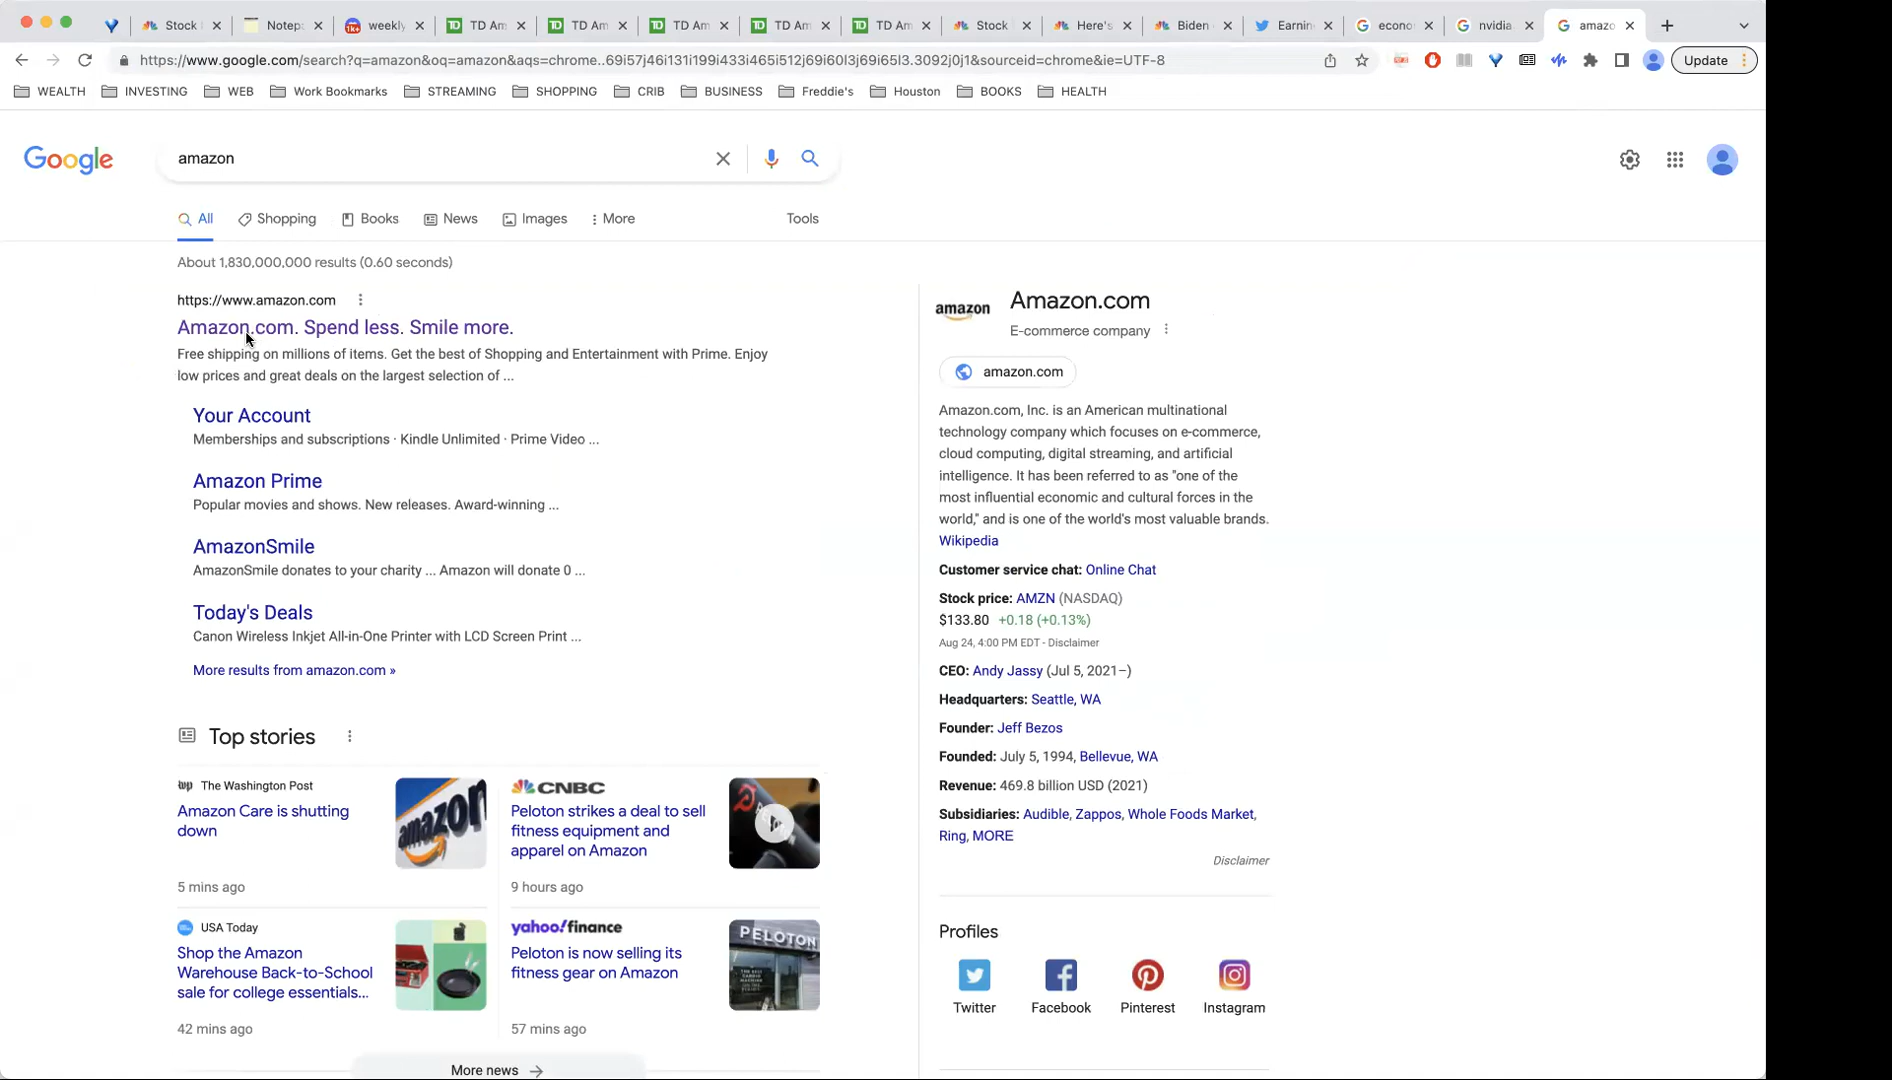 Stock
Notep
weekly
TD Am
TD Am
TD Am
TD Am
TD Am
Stock
Here's
Biden
Earnin
econo
nvidia
amazo
https://www.google.com/search?q=amazon&oq=amazon&aqs=chrome..69i57j46i131i199i433i465i512j69i60l3j69i65l3.3092j0j1&sourceid=chrome&ie=UTF-8
Update
WEALTH
INVESTING
WEB
Work Bookmarks
STREAMING
SHOPPING
CRIB
BUSINESS
Freddie's
Houston
BOOKS
HEALTH
Google
amazon
All
Shopping
Books
News
Images
More
Tools
About 1,830,000,000 results (0.60 seconds)
https://www.amazon.com
Amazon.com. Spend less. Smile more.
Free shipping on millions of items. Get the best of Shopping and Entertainment with Prime. Enjoy
low prices and great deals on the largest selection of ...
Your Account
Memberships and subscriptions · Kindle Unlimited · Prime Video ...
Amazon Prime
Popular movies and shows. New releases. Award-winning ...
AmazonSmile
AmazonSmile donates to your charity ... Amazon will donate 0 ...
Today's Deals
Canon Wireless Inkjet All-in-One Printer with LCD Screen Print ...
More results from amazon.com »
Top stories
The Washington Post
Amazon Care is shutting
down
5 mins ago
amazon
CNBC
Peloton strikes a deal to sell
fitness equipment and
apparel on Amazon
9 hours ago
USA Today
Shop the Amazon
Warehouse Back-to-School
sale for college essentials...
42 mins ago
yahoo!finance
Peloton is now selling its
fitness gear on Amazon
57 mins ago
PELOTON
More news
amazon
Amazon.com
E-commerce company
amazon.com
Amazon.com, Inc. is an American multinational
technology company which focuses on e-commerce,
cloud computing, digital streaming, and artificial
intelligence. It has been referred to as "one of the
most influential economic and cultural forces in the
world," and is one of the world's most valuable brands.
Wikipedia
Customer service chat: Online Chat
Stock price: AMZN (NASDAQ)
$133.80 +0.18 (+0.13%)
Aug 24, 4:00 PM EDT - Disclaimer
CEO: Andy Jassy (Jul 5, 2021–)
Headquarters: Seattle, WA
Founder: Jeff Bezos
Founded: July 5, 1994, Bellevue, WA
Revenue: 469.8 billion USD (2021)
Subsidiaries: Audible, Zappos, Whole Foods Market,
Ring, MORE
Disclaimer
Profiles
Twitter
Facebook
Pinterest
Instagram